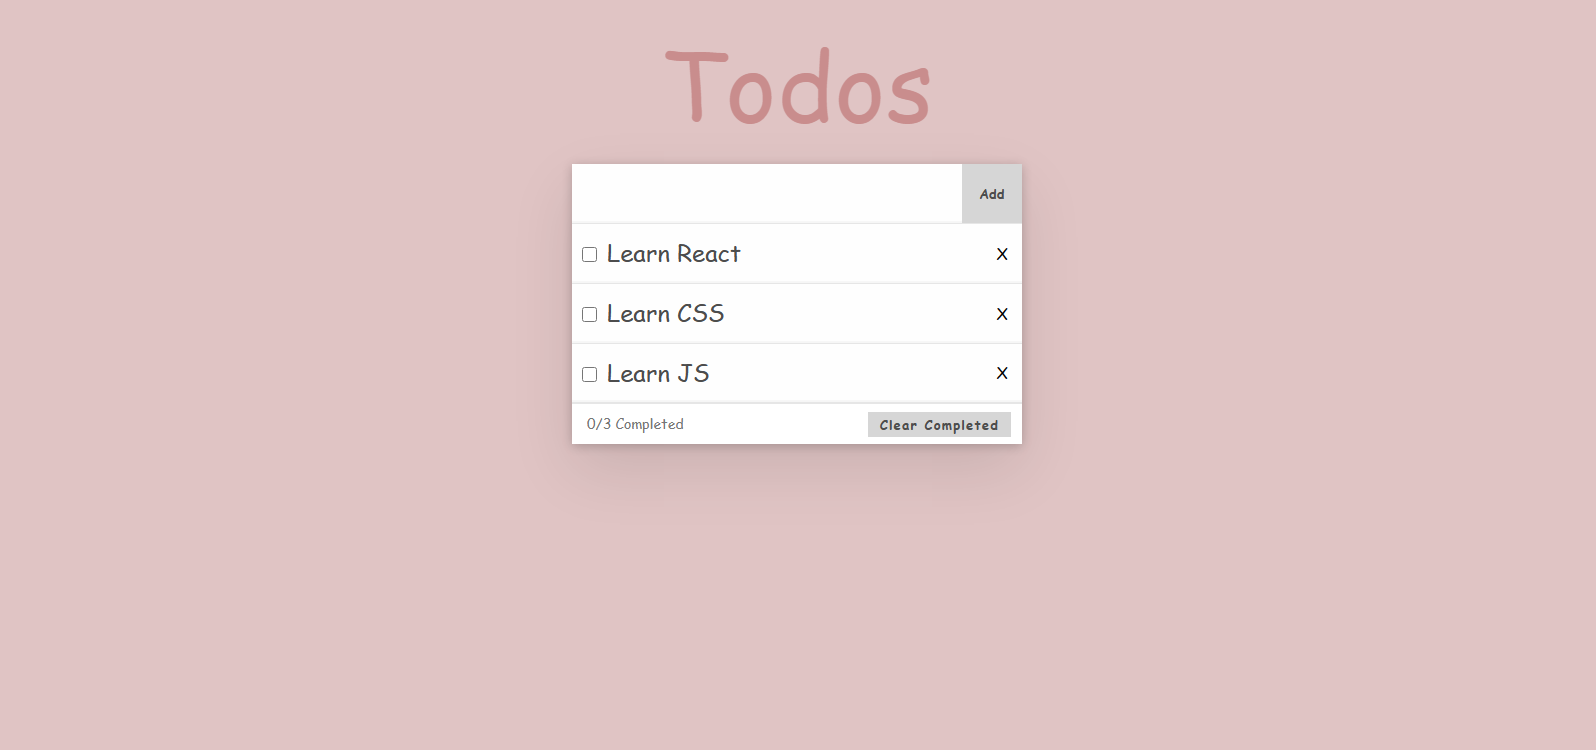 Todos
Add
Learn React X
Learn CSS X
Learn JS X
0/3 Completed Clear Completed